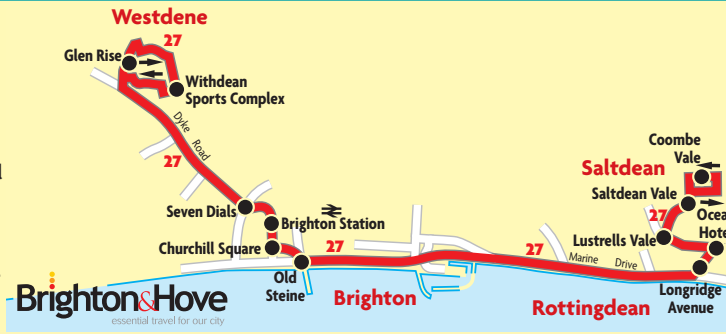 Westdene
27
Glen Rise
Withdean
Sports Complex
Dyke Road
27
Seven Dials
Brighton Station
Churchill Square
Old
Steine
27
Brighton
27
Marine Drive
Rottingdean
Coombe
Vale
Saltdean
Saltdean Vale
27
Lustrells Vale
Longridge
Avenue
Brighton&Hove
essential travel for our city